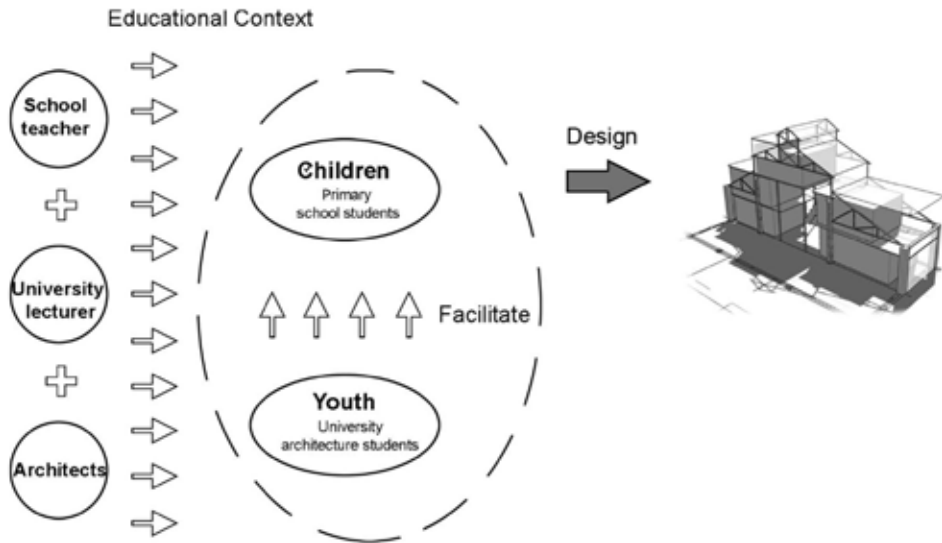 Educational Context
School
teacher
University
lecturer
Architects
Children
Primary
school students
Facilitate
Youth
University
architecture students
Design